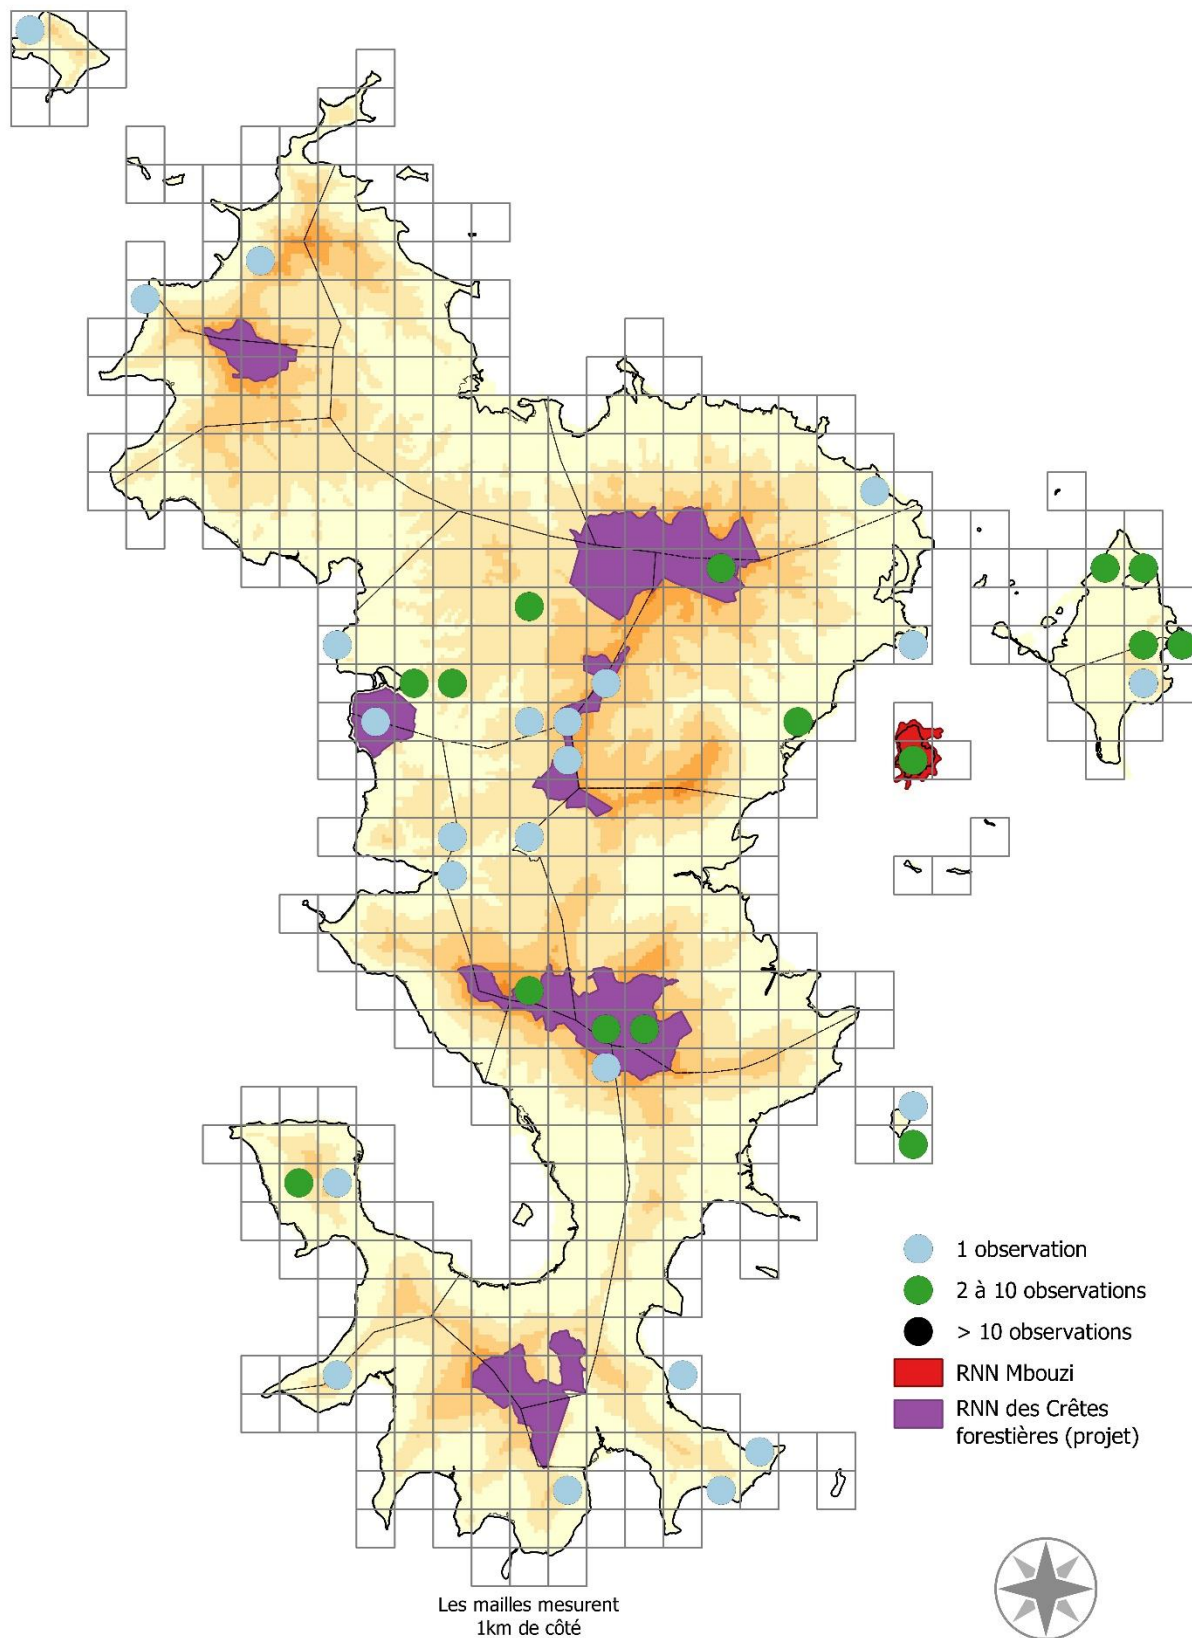 1 observation
2 à 10 observations
> 10 observations
RNN Mbouzi
RNN des Crêtes
forestières (projet)
Les mailles mesurent
1km de côté